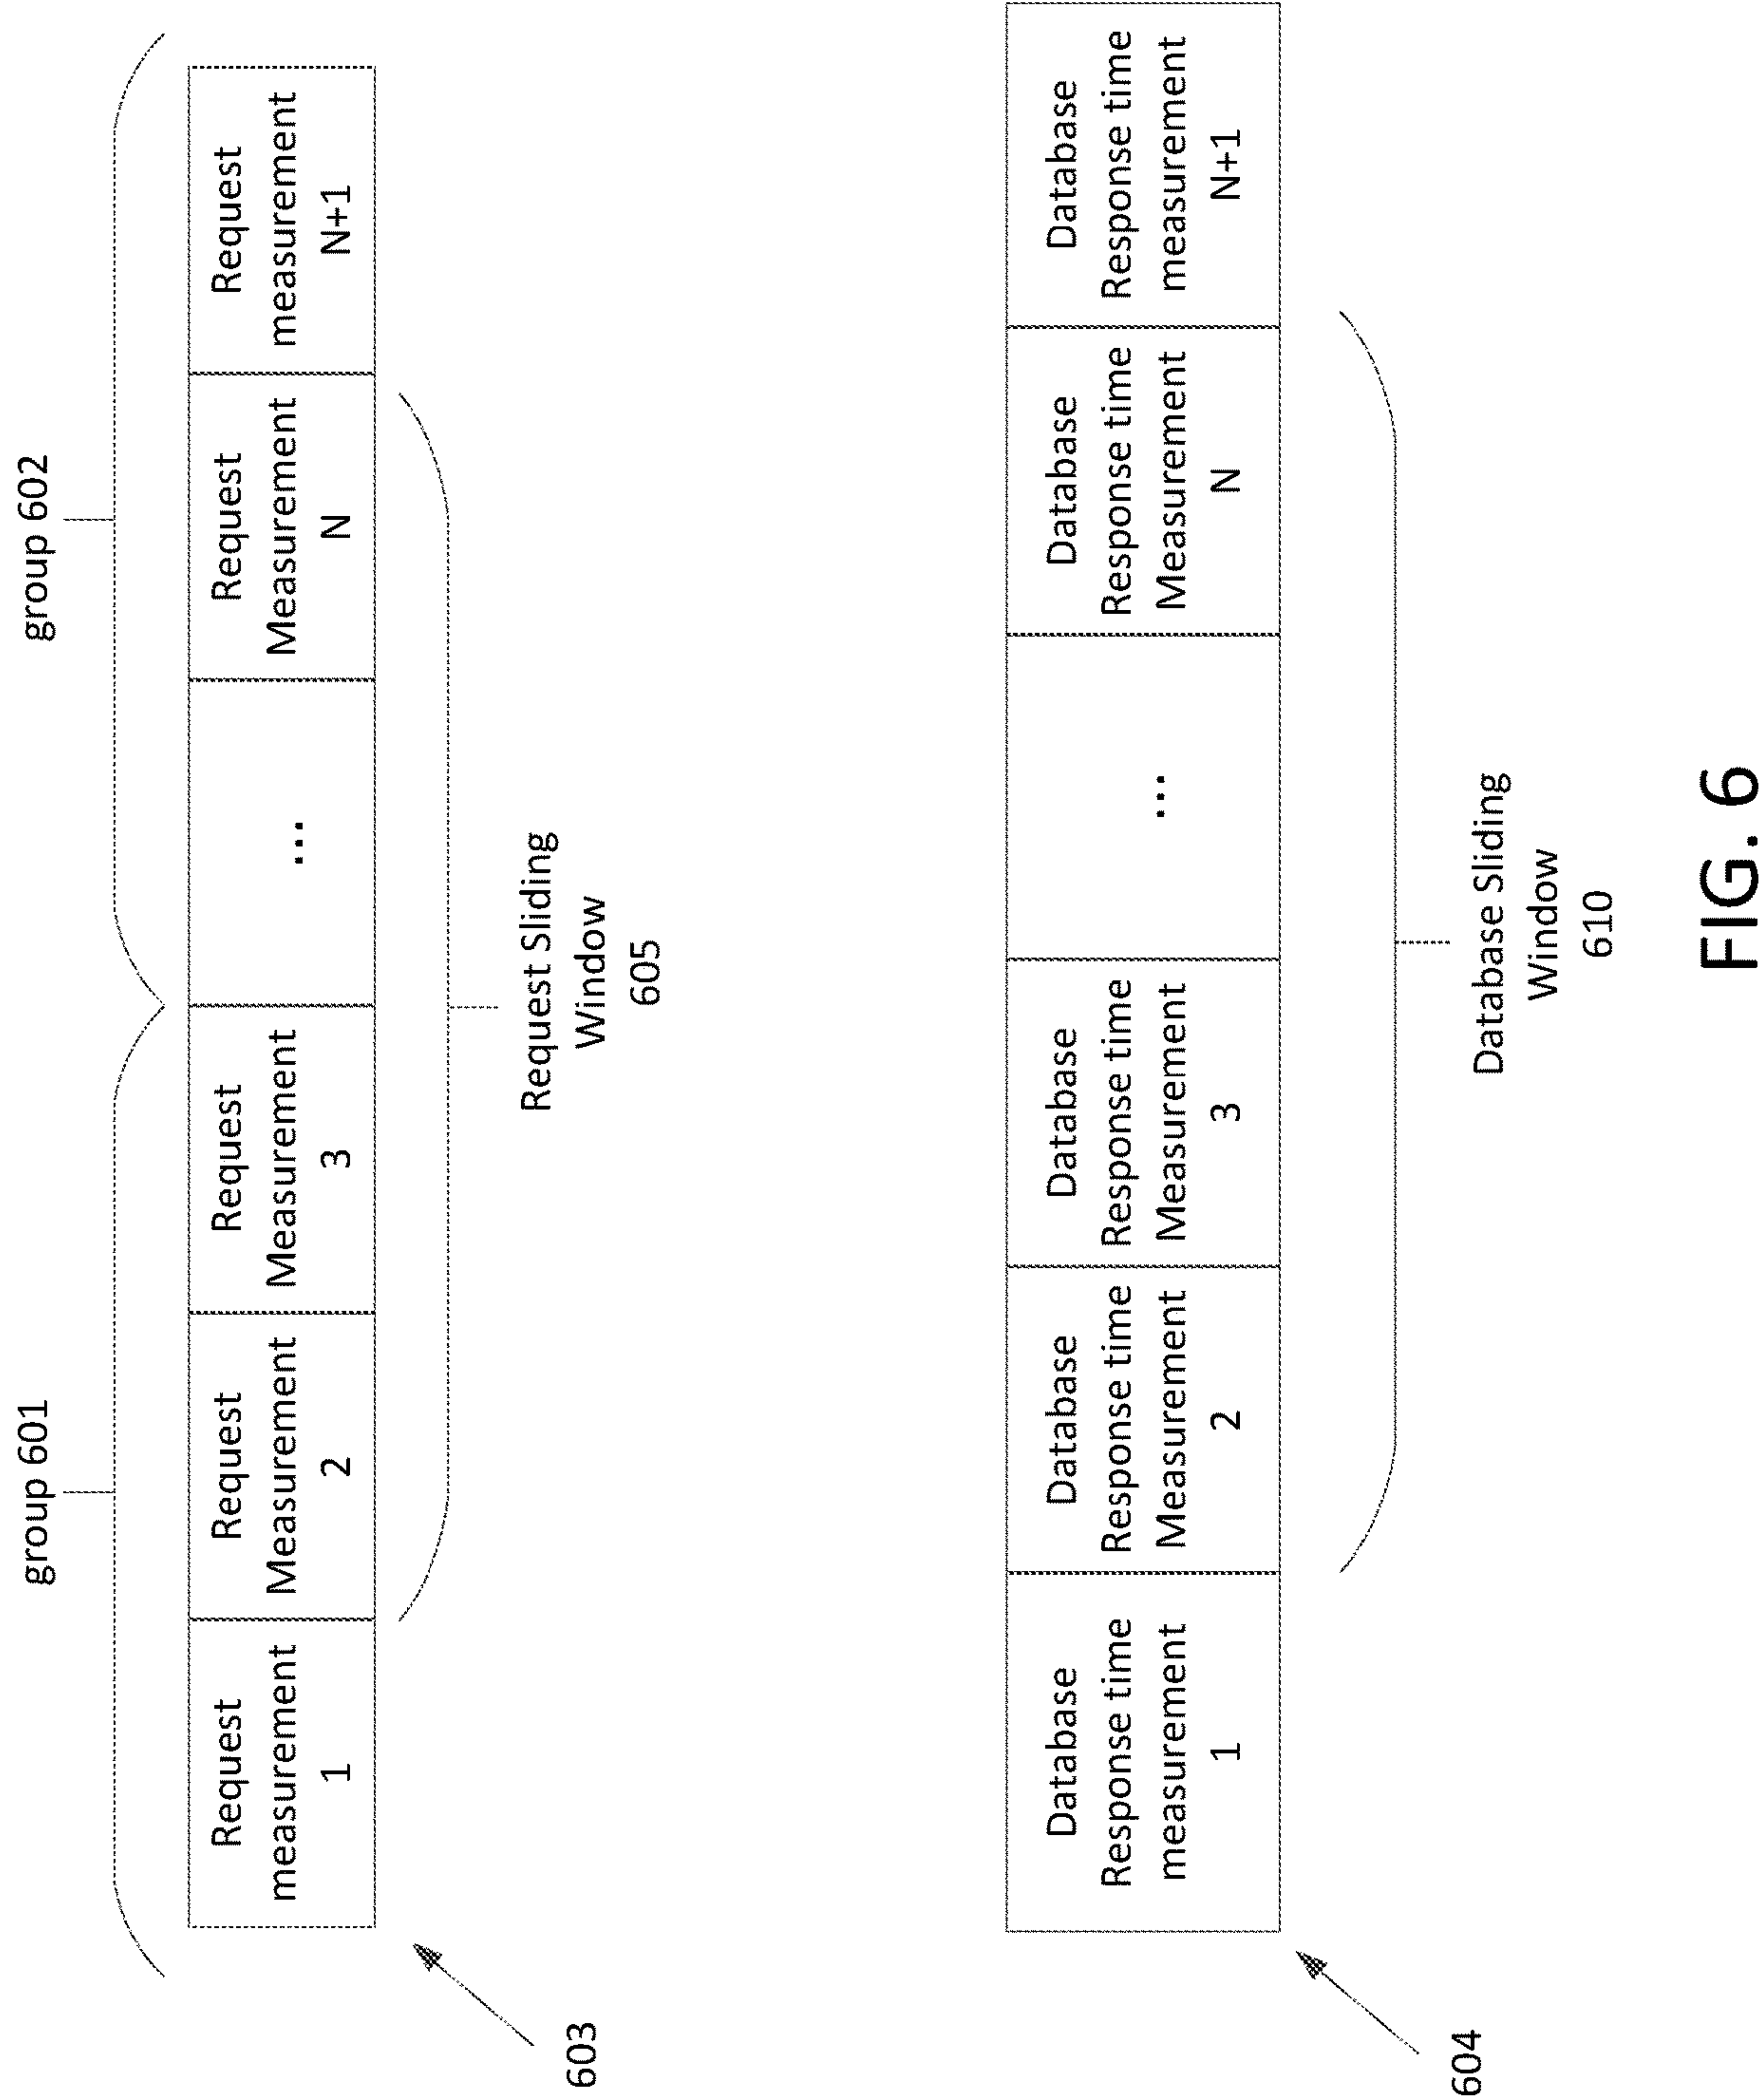 group 601
group 602
Request
measurement
1
Request
Measurement
2
Request
Measurement
3
...
Request
Measurement
N
Request
measurement
N+1
603
Request Sliding
Window
605
Database
Response time
measurement
1
Database
Response time
Measurement
2
Database
Response time
Measurement
3
...
Database
Response time
Measurement
N
Database
Response time
measurement
N+1
604
Database Sliding
Window
610
FIG. 6